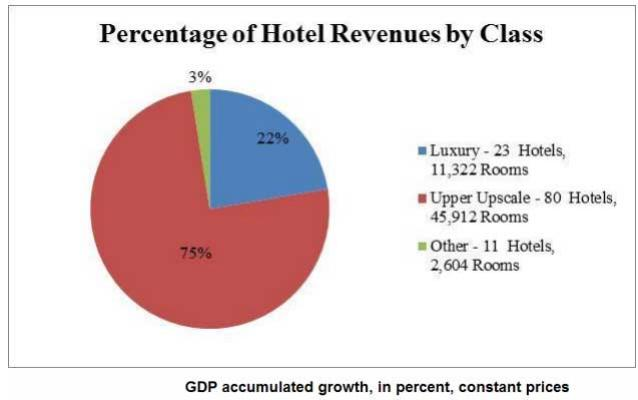 Percentage of Hotel Revenues by Class
3%
22%
75%
Luxury - 23 Hotels,
11,322 Rooms
Upper Upscale - 80 Hotels,
45,912 Rooms
Other - 11 Hotels,
2,604 Rooms
GDP accumulated growth, in percent, constant prices